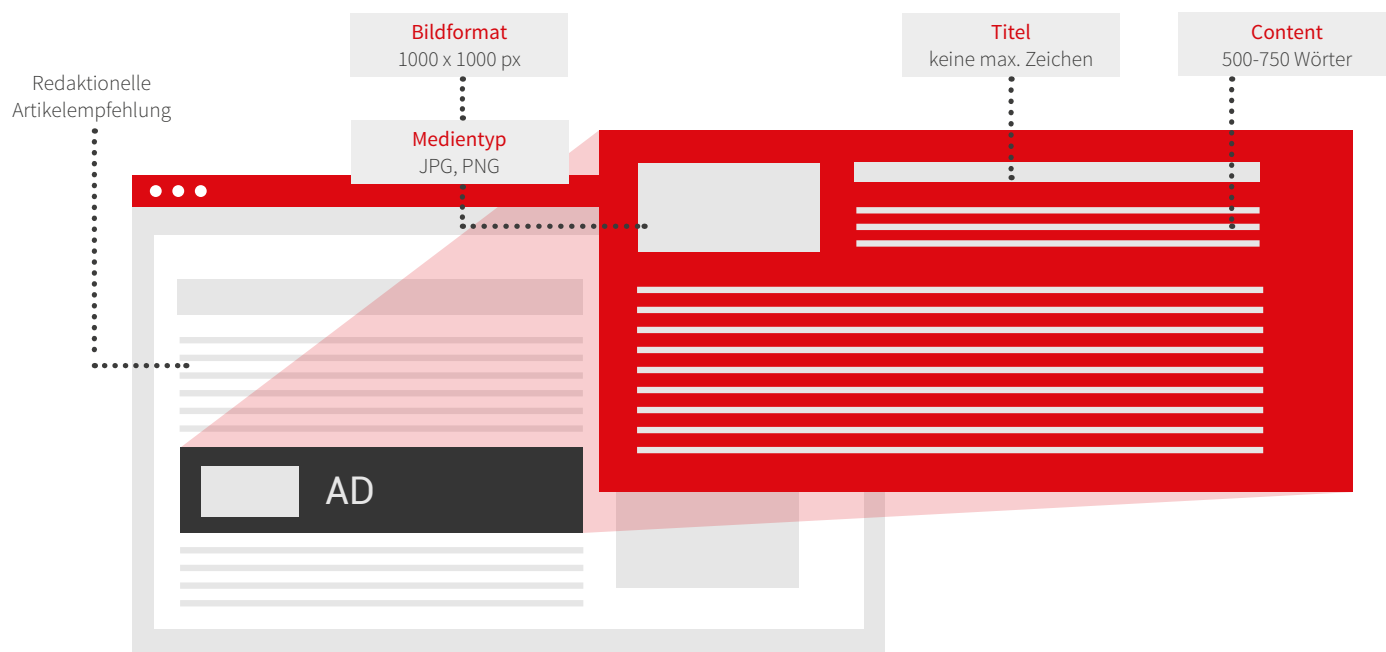 Bildformat
1000 x 1000 px
Titel
keine max. Zeichen
Content
500-750 Wörter
Redaktionelle
Artikelempfehlung
Medientyp
JPG, PNG
AD